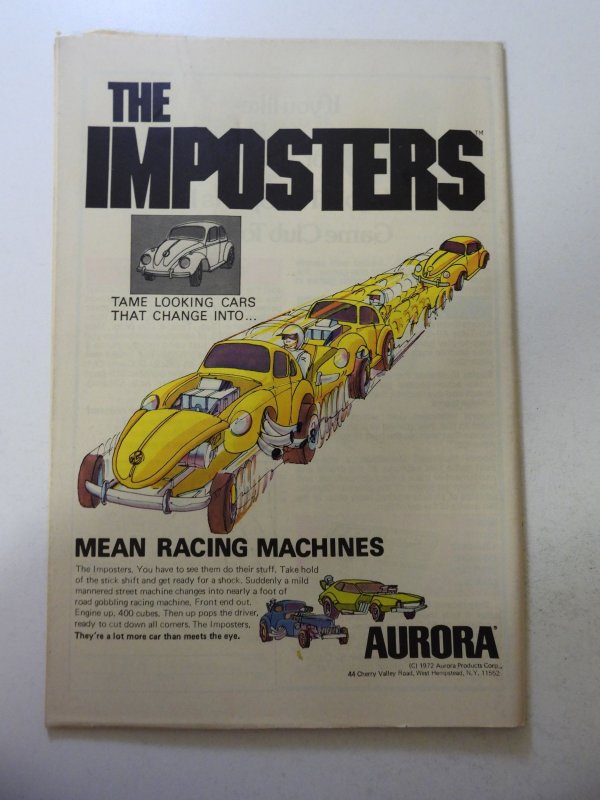 THE
IMPOSTERS™
TAME LOOKING CARS
THAT CHANGE INTO...
MEAN RACING MACHINES
The Imposters. You have to see them do their stuff. Take hold
of the stick shift and get ready for a shock. Suddenly a mild
mannered street machine changes into nearly a foot of
road gobbling racing machine. Front end out.
Engine up, 400 cubes. Then up pops the driver,
ready to cut down all corners. The Imposters.
They're a lot more car than meets the eye.
AURORA®
(C) 1972 Aurora Products Corp.,
44 Cherry Valley Road, West Hempstead, N.Y. 11552